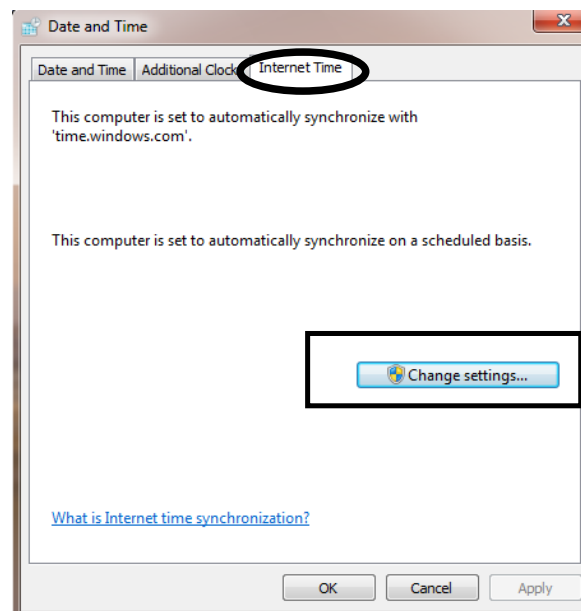 Date and Time
Date and Time Additional Clock Internet Time
This computer is set to automatically synchronize with
'time.windows.com'.
This computer is set to automatically synchronize on a scheduled basis.
Change settings...
What is Internet time synchronization?
OK Cancel Apply